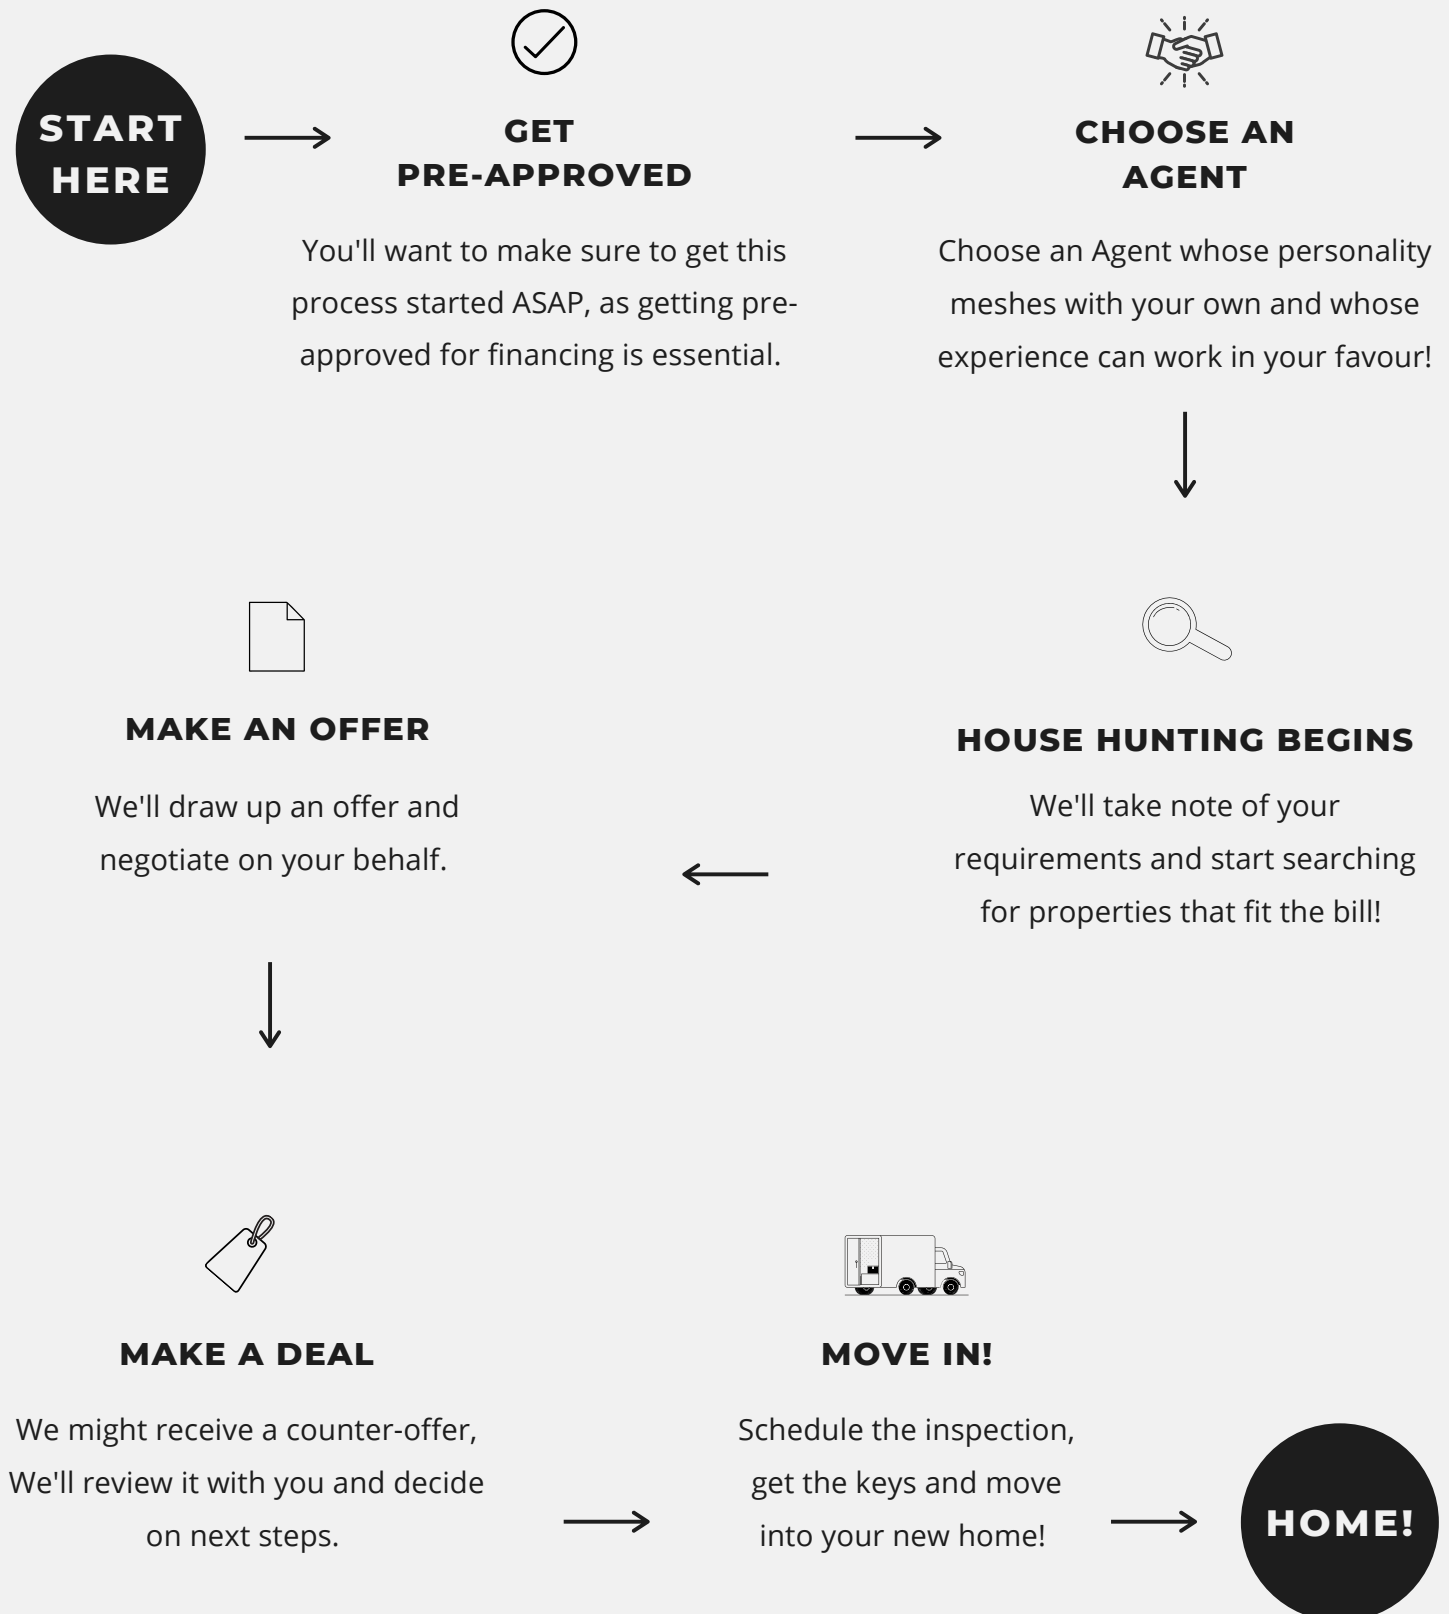 START
HERE
GET
PRE-APPROVED
You'll want to make sure to get this
process started ASAP, as getting pre-
approved for financing is essential.
CHOOSE AN
AGENT
Choose an Agent whose personality
meshes with your own and whose
experience can work in your favour!
HOUSE HUNTING BEGINS
We'll take note of your
requirements and start searching
for properties that fit the bill!
MAKE AN OFFER
We'll draw up an offer and
negotiate on your behalf.
MAKE A DEAL
We might receive a counter-offer,
We'll review it with you and decide
on next steps.
MOVE IN!
Schedule the inspection,
get the keys and move
into your new home!
HOME!